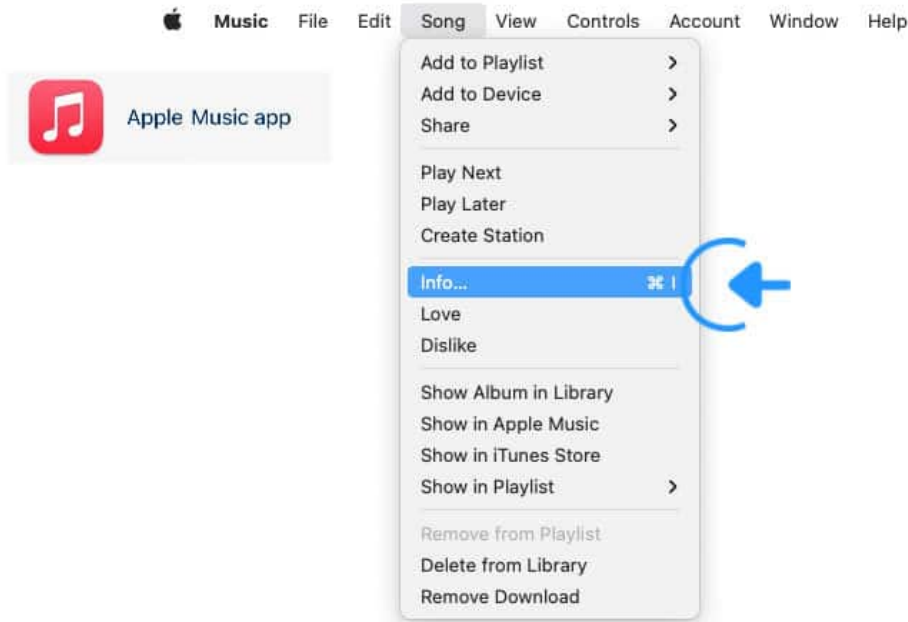 Music File Edit Song View Controls Account Window Help
Apple Music app
Add to Playlist
Add to Device
Share
Play Next
Play Later
Create Station
Info... ⌘ I
Love
Dislike
Show Album in Library
Show in Apple Music
Show in iTunes Store
Show in Playlist
Remove from Playlist
Delete from Library
Remove Download